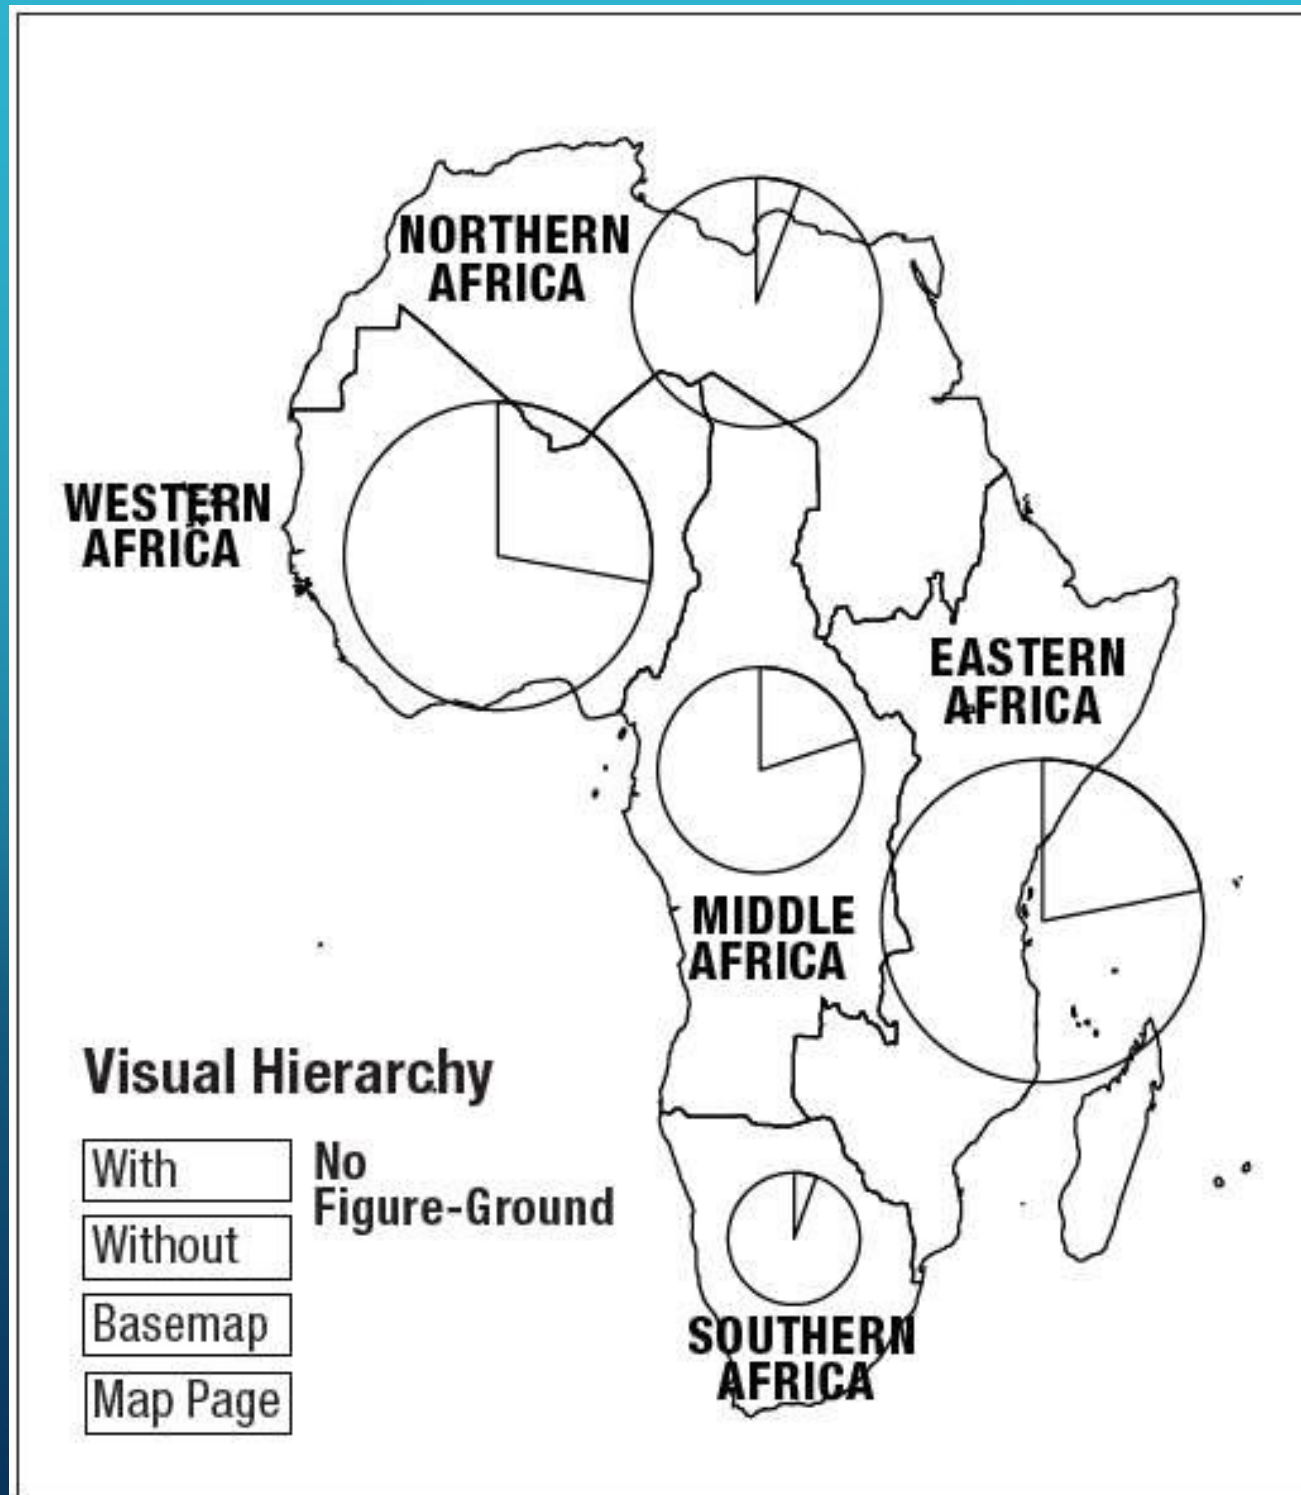 NORTHERN
AFRICA
WESTERN
AFRICA
EASTERN
AFRICA
MIDDLE
AFRICA
Visual Hierarchy
With
Without
Basemap
Map Page
No
Figure-Ground
SOUTHERN
AFRICA